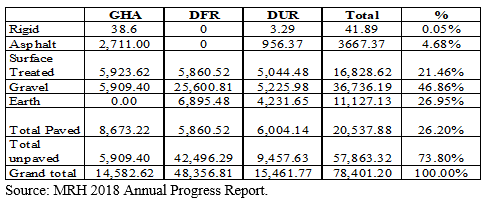 GHA DFR DUR Total %
Rigid 38.6 0 3.29 41.89 0.05%
Asphalt 2,711.00 0 956.37 3667.37 4.68%
Surface
Treated 5,923.62 5,860.52 5,044.48 16,828.62 21.46%
Gravel 5,909.40 25,600.81 5,225.98 36,736.19 46.86%
Earth 0.00 6,895.48 4,231.65 11,127.13 26.95%
Total Paved 8,673.22 5,860.52 6,004.14 20,537.88 26.20%
Total
unpaved 5,909.40 42,496.29 9,457.63 57,863.32 73.80%
Grand total 14,582.62 48,356.81 15,461.77 78,401.20 100.00%
Source: MRH 2018 Annual Progress Report.